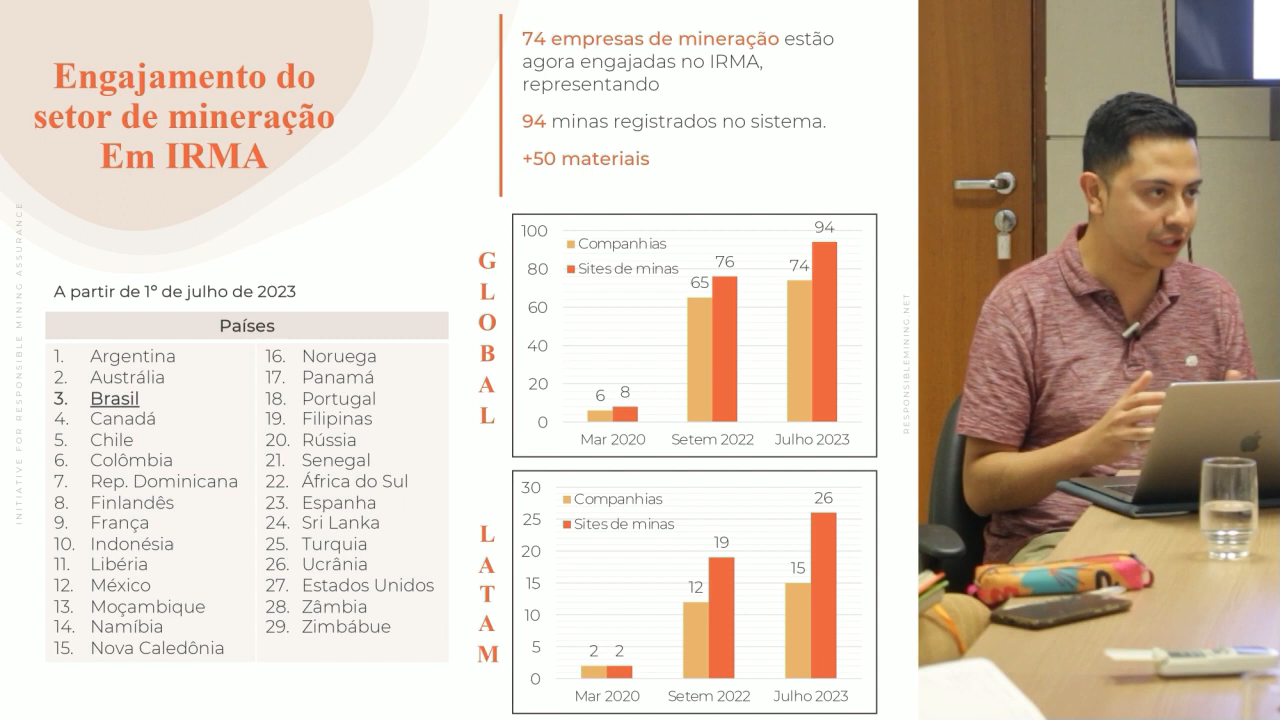 Engajamento do
setor de mineração
Em IRMA
74 empresas de mineração estão
agora engajadas no IRMA,
representando
94 minas registrados no sistema.
+50 materiais
INITIATIVE FOR RESPONSIBLE MINING ASSURANCE
A partir de 1º de julho de 2023
Países
1. Argentina
2. Austrália
3. Brasil
4. Canadá
5. Chile
6. Colômbia
7. Rep. Dominicana
8. Finlandês
9. França
10. Indonésia
11. Libéria
12. México
13. Moçambique
14. Namíbia
15. Nova Caledônia
16. Noruega
17. Panamá
18. Portugal
19. Filipinas
20. Rússia
21. Senegal
22. África do Sul
23. Espanha
24. Sri Lanka
25. Turquia
26. Ucrânia
27. Estados Unidos
28. Zâmbia
29. Zimbábue
GLOBAL
Companhias
Sites de minas
100
80
60
40
20
0
6 8
65 76
74 94
Mar 2020 Setem 2022 Julho 2023
LATAM
Companhias
Sites de minas
30
25
20
15
10
5
0
2 2
12 19
15 26
Mar 2020 Setem 2022 Julho 2023
RESPONSIBLEMINING.NET